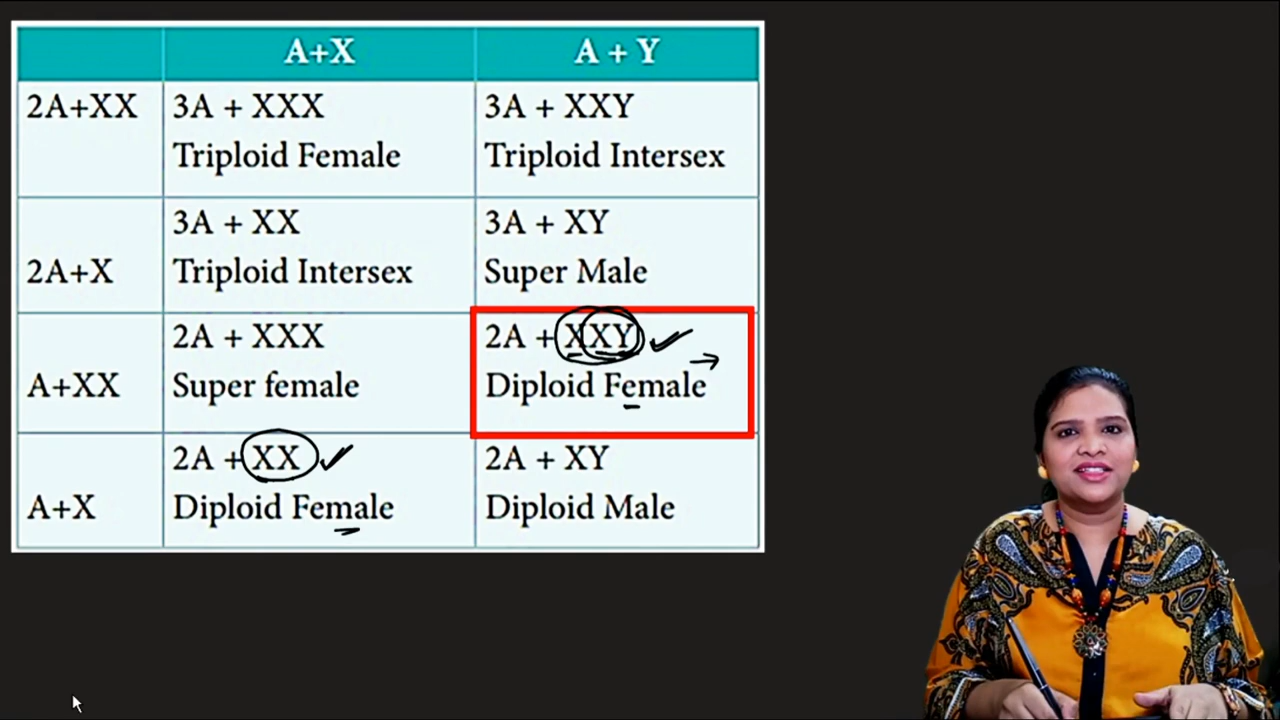 A+X A + Y
2A+XX 3A + XXX 3A + XXY
Triploid Female Triploid Intersex
3A + XX 3A + XY
2A+X Triploid Intersex Super Male
2A + XXX 2A + XXY
A+XX Super female Diploid Female
2A + XX 2A + XY
A+X Diploid Female Diploid Male